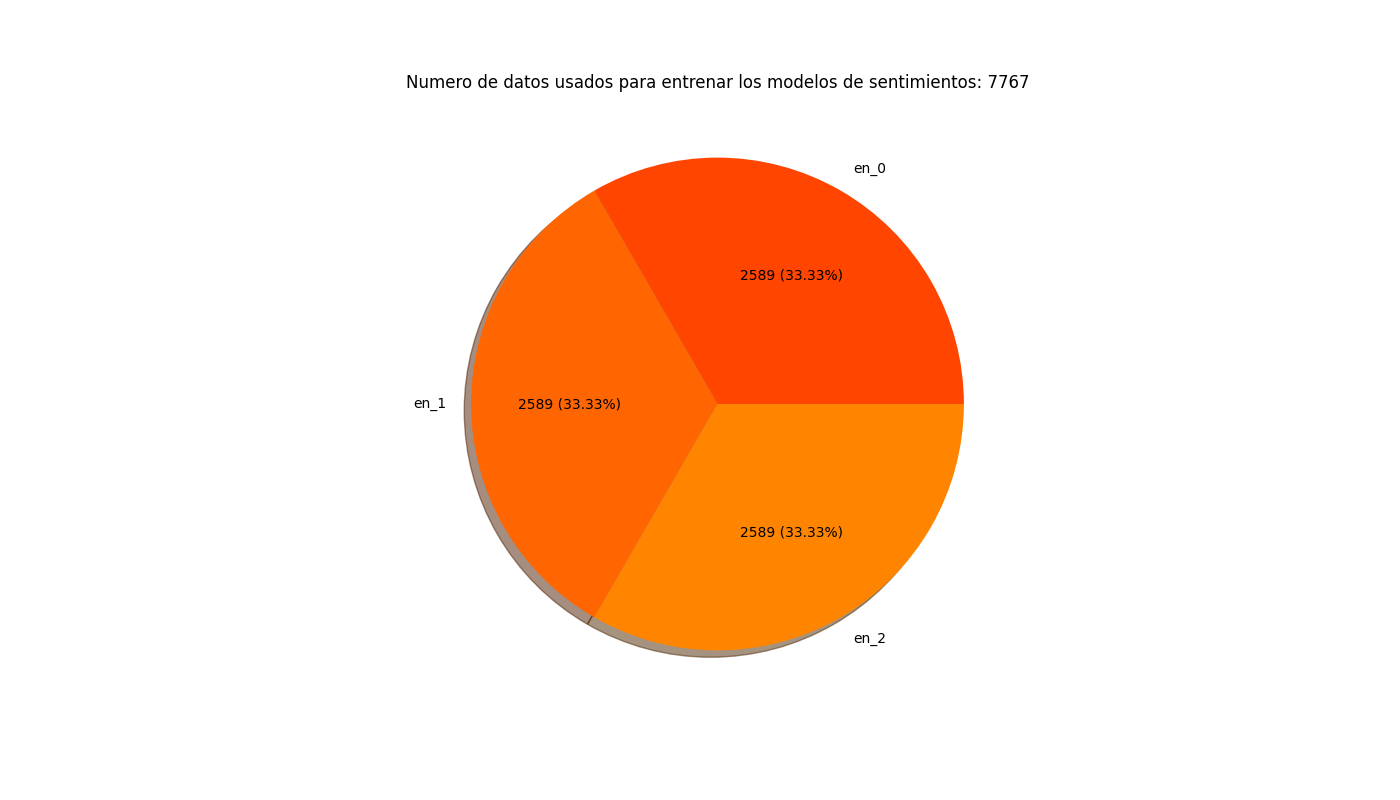 Numero de datos usados para entrenar los modelos de sentimientos: 7767
en_0
2589 (33.33%)
en_1
2589 (33.33%)
2589 (33.33%)
en_2